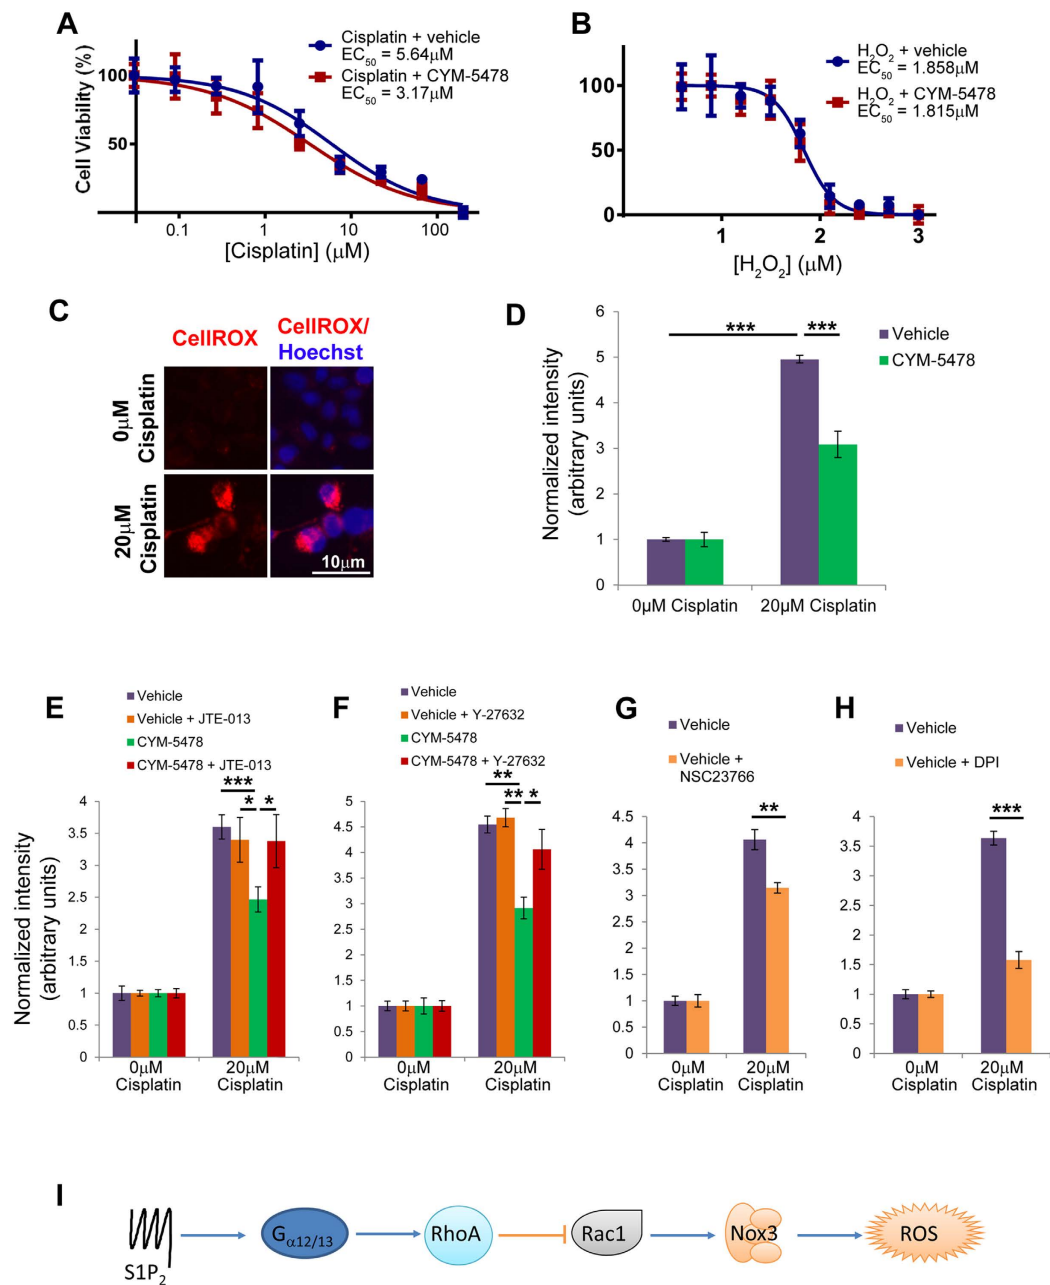 A
Cisplatin + vehicle
EC50 = 5.64µM
Cisplatin + CYM-5478
EC50 = 3.17µM
Cell Viability (%)
100
50
0.1
1
10
100
[Cisplatin] (µM)
B
H2O2 + vehicle
EC50 = 1.858µM
H2O2 + CYM-5478
EC50 = 1.815µM
100
50
0
1
2
3
[H2O2] (µM)
C
CellROX
CellROX/
Hoechst
0µM
Cisplatin
20µM
Cisplatin
10µm
D
Normalized intensity
(arbitrary units)
6
5
4
3
2
1
0
***
***
Vehicle
CYM-5478
0µM Cisplatin
20µM Cisplatin
E
Vehicle
Vehicle + JTE-013
CYM-5478
CYM-5478 + JTE-013
Normalized intensity
(arbitrary units)
4
3.5
3
2.5
2
1.5
1
0.5
0
***
*
*
0µM
Cisplatin
20µM
Cisplatin
F
Vehicle
Vehicle + Y-27632
CYM-5478
CYM-5478 + Y-27632
5
4.5
4
3.5
3
2.5
2
1.5
1
0.5
0
**
**
*
0µM
Cisplatin
20µM
Cisplatin
G
Vehicle
Vehicle +
NSC23766
4.5
4
3.5
3
2.5
2
1.5
1
0.5
0
**
0µM
Cisplatin
20µM
Cisplatin
H
Vehicle
Vehicle + DPI
4
3.5
3
2.5
2
1.5
1
0.5
0
***
0µM
Cisplatin
20µM
Cisplatin
I
S1P2
Gα12/13
RhoA
Rac1
Nox3
ROS